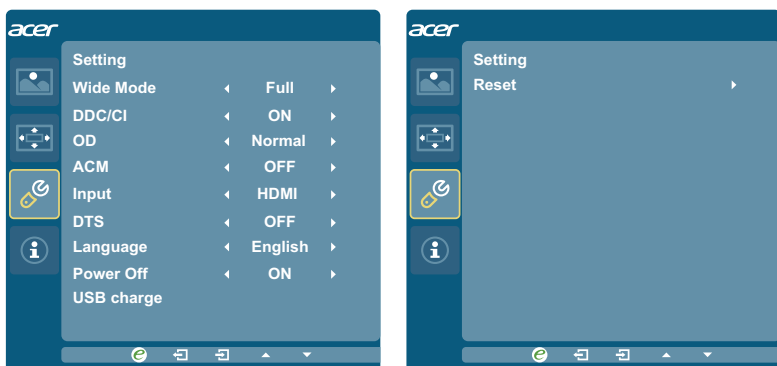 acer
Setting
Wide Mode Full
DDC/CI ON
OD Normal
ACM OFF
Input HDMI
DTS OFF
Language English
Power Off ON
USB charge
e
acer
Setting
Reset
e